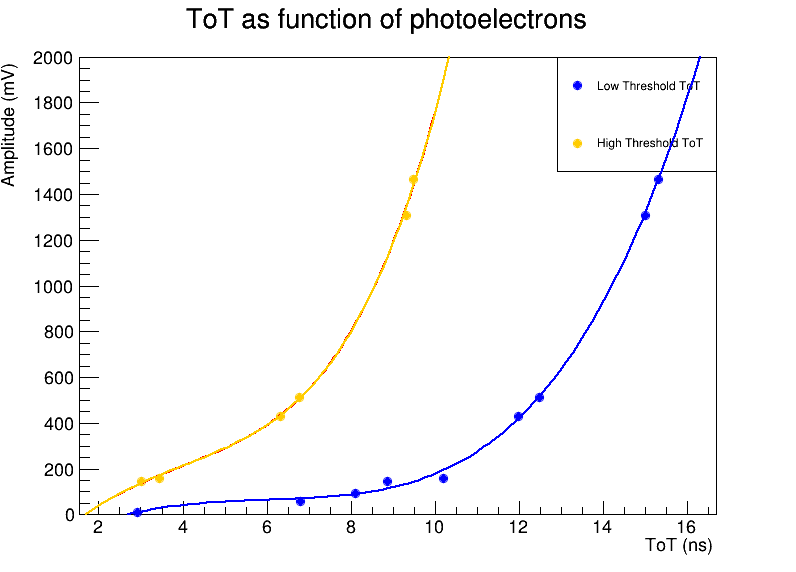 ToT as function of photoelectrons
Amplitude (mV)
2000
1800
1600
1400
1200
1000
800
600
400
200
0
Low Threshold ToT
High Threshold ToT
2 4 6 8 10 12 14 16
ToT (ns)